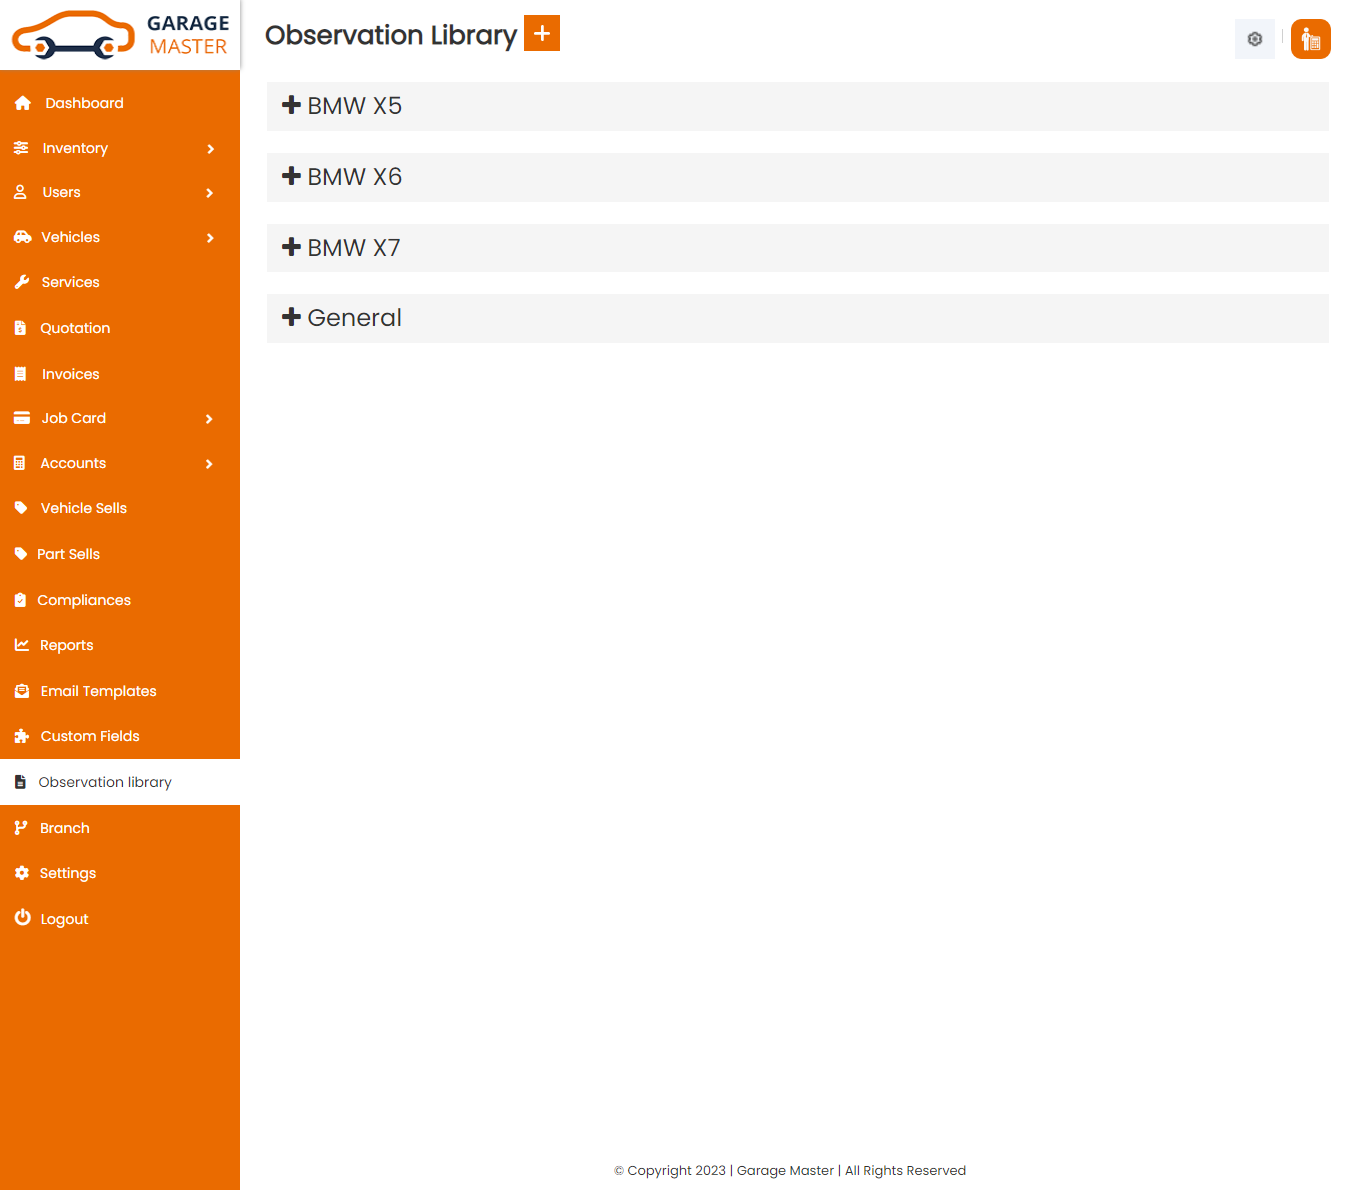 GARAGE
MASTER
Dashboard
Inventory
Users
Vehicles
Services
Quotation
Invoices
Job Card
Accounts
Vehicle Sells
Part Sells
Compliances
Reports
Email Templates
Custom Fields
Observation library
Branch
Settings
Logout
Observation Library
BMW X5
BMW X6
BMW X7
General
© Copyright 2023 | Garage Master | All Rights Reserved